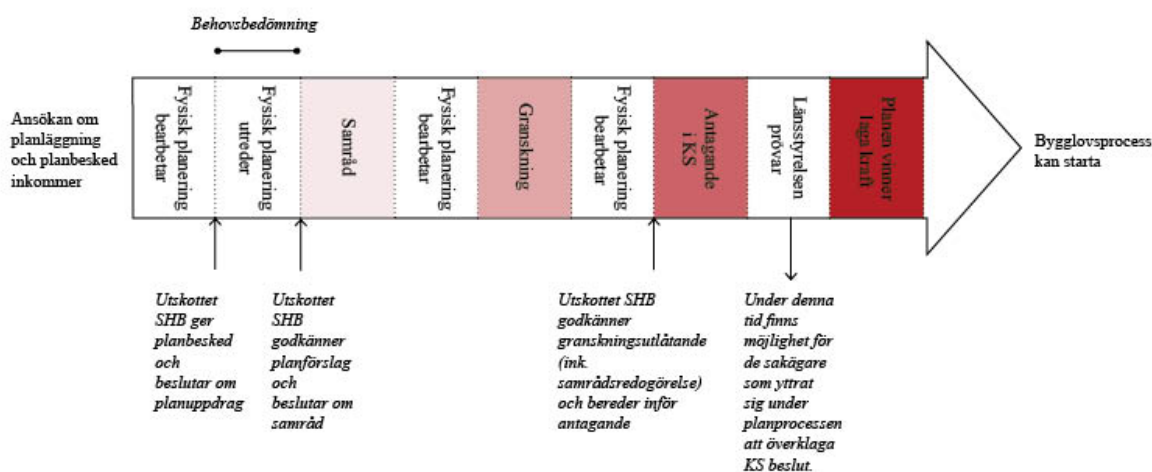 Behovsbedömning
Ansökan om
planläggning
och planbesked
inkommer
Fysisk planering
bearbetar
Fysisk planering
utreder
Samråd
Fysisk planering
bearbetar
Granskning
Fysisk planering
bearbetar
Antagande
i KS
Länsstyrelsen
prövar
Planen vinner
laga kraft
Bygglovsprocess
kan starta
Utskottet
SHB ger
planbesked
och
beslutar om
planuppdrag
Utskottet
SHB
godkänner
planförslag
och
beslutar om
samråd
Utskottet SHB
godkänner
granskningsutlåtande
(ink.
samrådsredogörelse)
och bereder inför
antagande
Under denna
tid finns
möjlighet för
de sakägare
som yttrat
sig under
planprocessen
att överklaga
KS beslut.